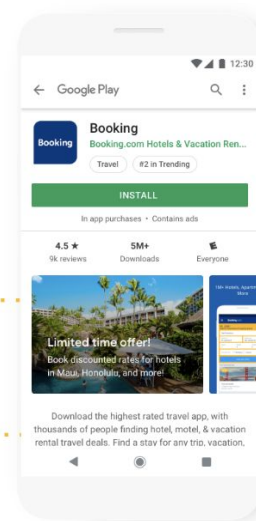 12:30
Google Play
Booking
Booking
Booking.com Hotels & Vacation Ren...
Travel
#2 in Trending
INSTALL
In app purchases • Contains ads
4.5 ★
9k reviews
5M+
Downloads
E
Everyone
Limited time offer!
Book discounted rates for hotels
in Maui, Honolulu, and more!
Download the highest rated travel app, with
thousands of people finding hotel, motel, & vacation
rental travel deals. Find a stay for any trip, vacation,